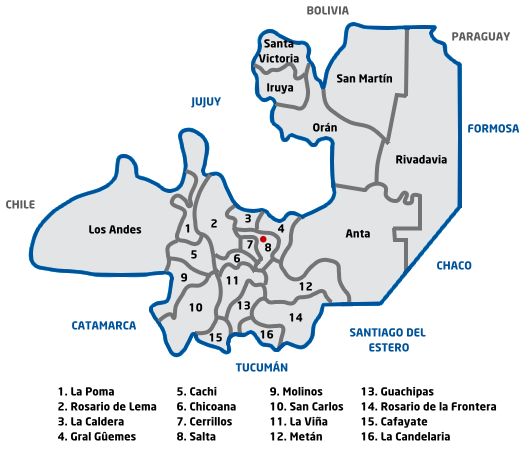 BOLIVIA
PARAGUAY
Santa
Victoria
San Martín
Iruya
JUJUY
Orán
FORMOSA
Rivadavia
CHILE
Los Andes
1
2
3
4
Anta
7
8
5
6
CHACO
9
11
12
10
13
14
CATAMARCA
15
16
SANTIAGO DEL
ESTERO
TUCUMÁN
1. La Poma
2. Rosario de Lema
3. La Caldera
4. Gral Güemes
5. Cachi
6. Chicoana
7. Cerrillos
8. Salta
9. Molinos
10. San Carlos
11. La Viña
12. Metán
13. Guachipas
14. Rosario de la Frontera
15. Cafayate
16. La Candelaria